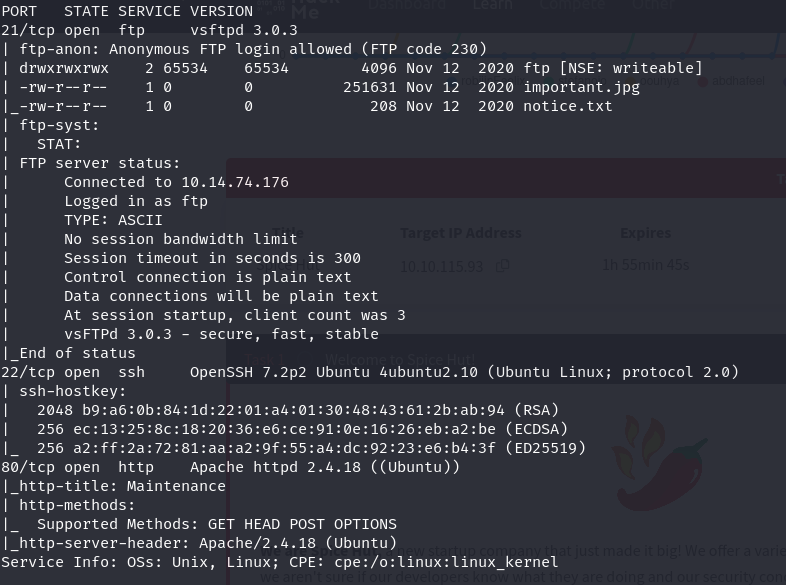 PORT   STATE SERVICE VERSION
21/tcp open  ftp     vsftpd 3.0.3
| ftp-anon: Anonymous FTP login allowed (FTP code 230)
| drwxrwxrwx    2 65534    65534        4096 Nov 12  2020 ftp [NSE: writeable]
| -rw-r--r--    1 0        0          251631 Nov 12  2020 important.jpg
|_-rw-r--r--    1 0        0             208 Nov 12  2020 notice.txt
| ftp-syst:
|   STAT:
| FTP server status:
|      Connected to 10.14.74.176
|      Logged in as ftp
|      TYPE: ASCII
|      No session bandwidth limit
|      Session timeout in seconds is 300
|      Control connection is plain text
|      Data connections will be plain text
|      At session startup, client count was 3
|      vsFTPd 3.0.3 - secure, fast, stable
|_End of status
22/tcp open  ssh     OpenSSH 7.2p2 Ubuntu 4ubuntu2.10 (Ubuntu Linux; protocol 2.0)
| ssh-hostkey:
|   2048 b9:a6:0b:84:1d:22:01:a4:01:30:48:43:61:2b:ab:94 (RSA)
|   256 ec:13:25:8c:18:20:36:e6:ce:91:0e:16:26:eb:a2:be (ECDSA)
|_  256 a2:ff:2a:72:81:aa:a2:9f:55:a4:dc:92:23:e6:b4:3f (ED25519)
80/tcp open  http    Apache httpd 2.4.18 ((Ubuntu))
|_http-title: Maintenance
| http-methods:
|_  Supported Methods: GET HEAD POST OPTIONS
|_http-server-header: Apache/2.4.18 (Ubuntu)
Service Info: OSs: Unix, Linux; CPE: cpe:/o:linux:linux_kernel
Me Dashboard Learn Compete Other
Title Target IP Address Expires
10.10.115.93 1h 55min 45s
Welcome to Spice Hut!
new startup company that just made it big! We offer a
We aren't sure if our developers know what they are doing and our security